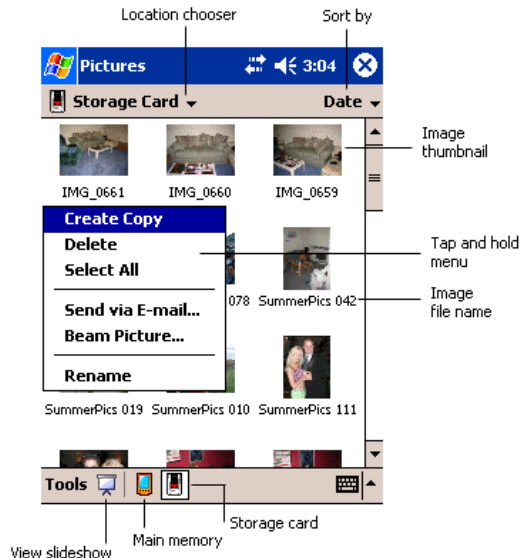 Location chooser
Sort by
Pictures
3:04
Storage Card
Date
Image
thumbnail
IMG_0661
IMG_0660
IMG_0659
Create Copy
Delete
Select All
Send via E-mail...
Beam Picture...
Rename
Tap and hold
menu
078
SummerPics 042
Image
file name
SummerPics 019
SummerPics 010
SummerPics 111
Tools
Storage card
Main memory
View slideshow